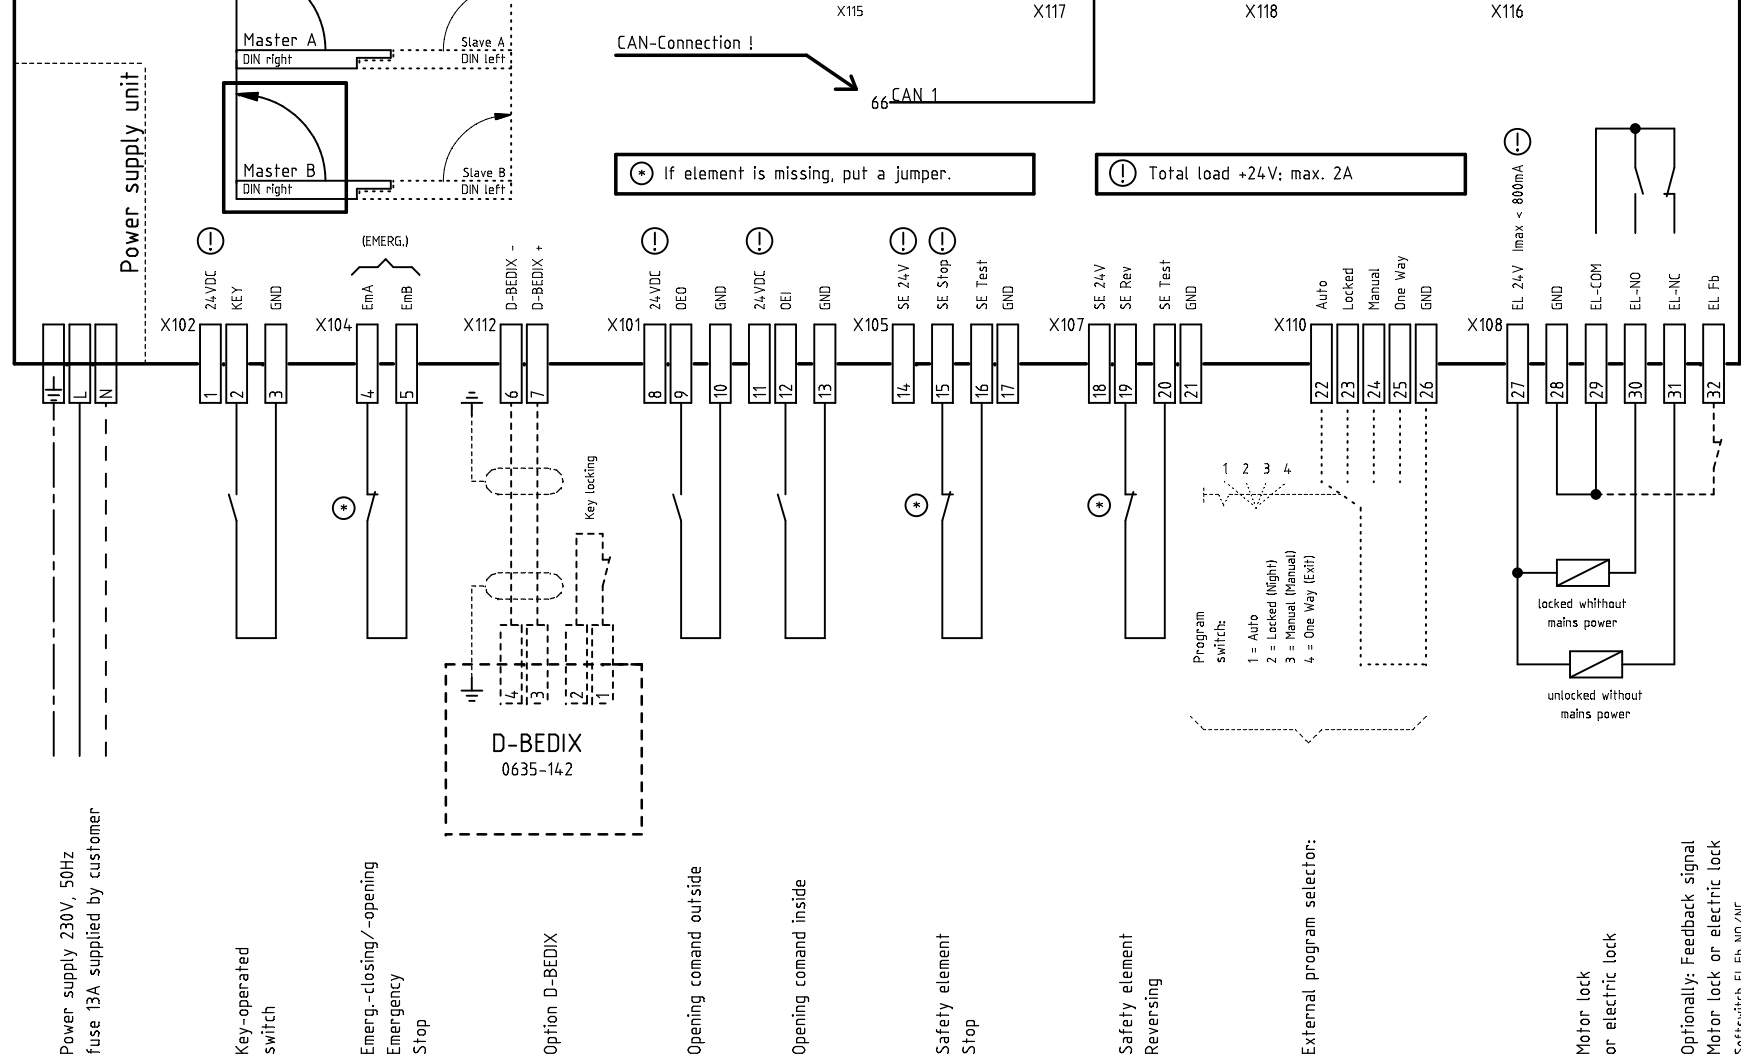 X115
X117
X118
X116
Master A
DIN right
Slave A
DIN left
CAN-Connection !
66
CAN 1
Power supply unit
Master B
DIN right
Slave B
DIN left
* If element is missing, put a jumper.
! Total load +24V: max. 2A
!
!
(EMERG.)
!
!
!
!
24VDC
KEY
GND
EmA
EmB
D-BEDIX -
D-BEDIX +
24VDC
OEO
GND
24VDC
OEI
GND
SE 24V
SE Stop
SE Test
GND
SE 24V
SE Rev
SE Test
GND
Auto
Locked
Manual
One Way
GND
EL 24V Imax < 800mA
GND
EL-COM
EL-NO
EL-NC
EL Fb
X102
X104
X112
X101
X105
X107
X110
X108
L
N
1
2
3
4
5
6
7
8
9
10
11
12
13
14
15
16
17
18
19
20
21
22
23
24
25
26
27
28
29
30
31
32
*
Key locking
*
*
1 2 3 4
Program
switch:
1 = Auto
2 = Locked (Night)
3 = Manual (Manual)
4 = One Way (Exit)
locked whithout
mains power
unlocked without
mains power
4
3
2
1
D-BEDIX
0635-142
Power supply 230V, 50Hz
fuse 13A supplied by customer
Key-operated
switch
Emerg.-closing/-opening
Emergency
Stop
Option D-BEDIX
Opening comand outside
Opening comand inside
Safety element
Stop
Safety element
Reversing
External program selector:
Motor lock
or electric lock
Optionally: Feedback signal
Motor lock or electric lock